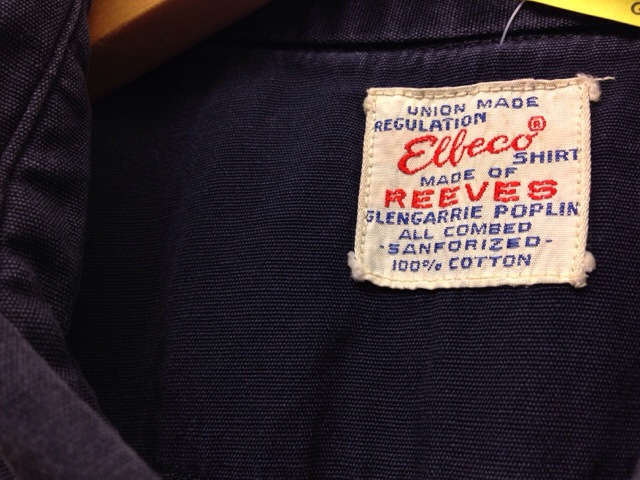 UNION MADE
REGULATION
Elbeco®
SHIRT
MADE OF
REEVES
GLENGARRIE POPLIN
ALL COMBED
-SANFORIZED-
100% COTTON